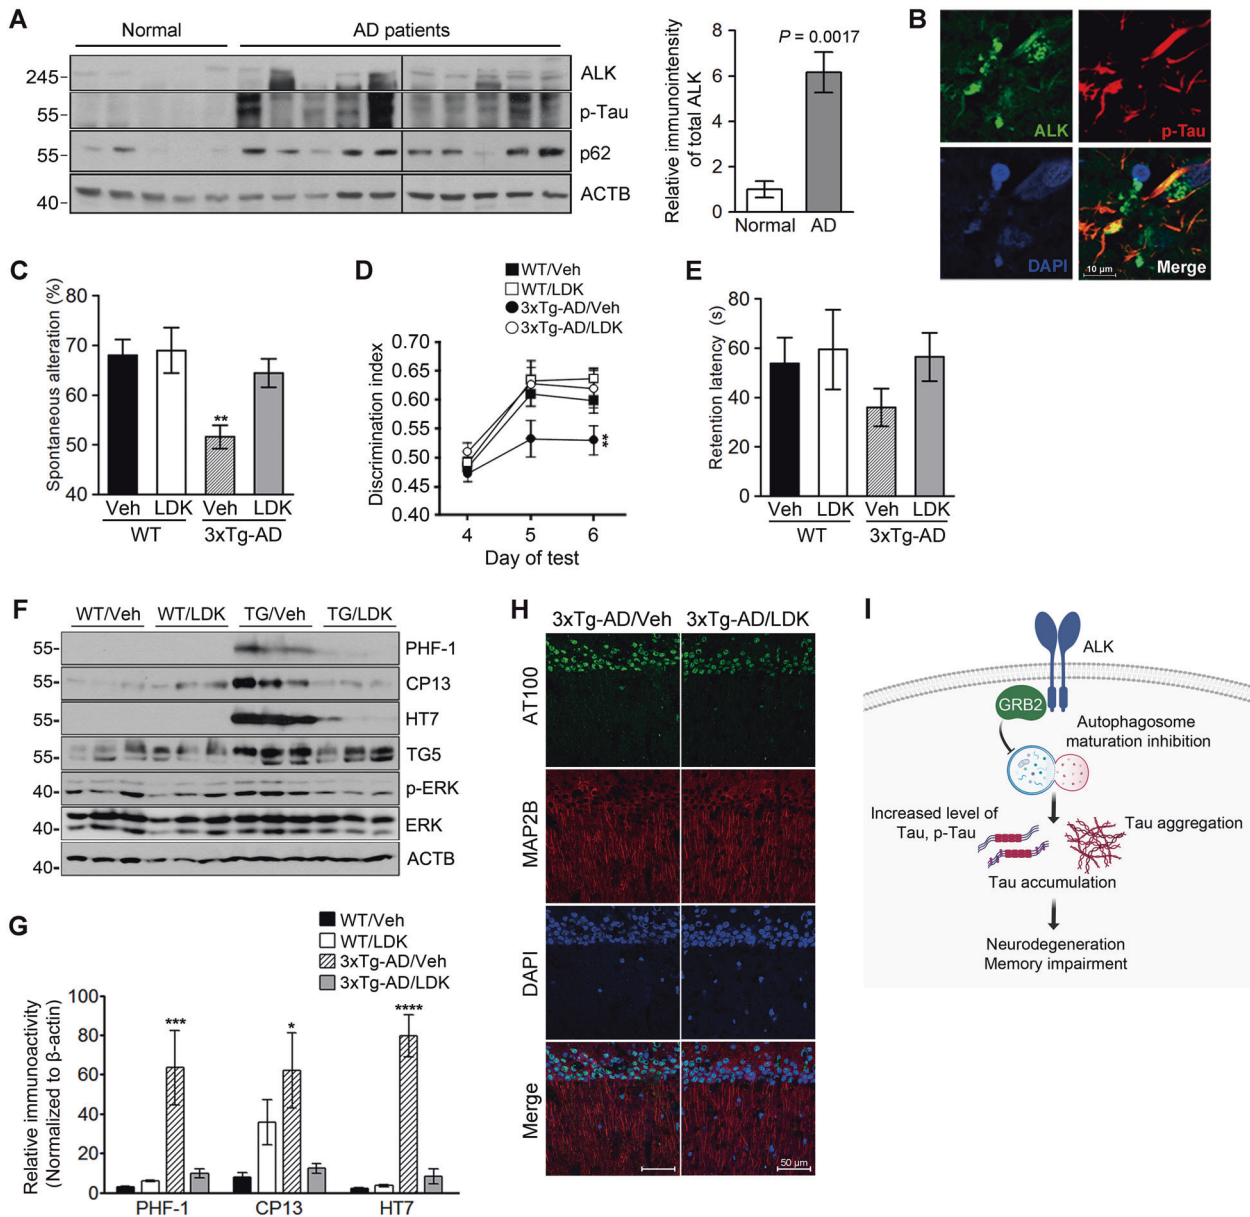 A
Normal
AD patients
245
ALK
55
p-Tau
55
p62
40
ACTB
Relative immunointensity
of total ALK
8
6
4
2
0
P = 0.0017
Normal
AD
B
ALK
p-Tau
DAPI
10 µm
Merge
C
Spontaneous alteration (%)
80
70
60
50
40
**
Veh
LDK
Veh
LDK
WT
3xTg-AD
D
WT/Veh
WT/LDK
3xTg-AD/Veh
3xTg-AD/LDK
Discrimination index
0.70
0.65
0.60
0.55
0.50
0.45
0.40
**
4
5
6
Day of test
E
Retention latency (s)
80
60
40
20
0
Veh
LDK
Veh
LDK
WT
3xTg-AD
F
WT/Veh
WT/LDK
TG/Veh
TG/LDK
55
PHF-1
55
CP13
55
HT7
55
TG5
40
p-ERK
40
ERK
40
ACTB
G
WT/Veh
WT/LDK
3xTg-AD/Veh
3xTg-AD/LDK
Relative immunoactivity
(Normalized to β-actin)
100
80
60
40
20
0
***
*
****
PHF-1
CP13
HT7
H
3xTg-AD/Veh
3xTg-AD/LDK
AT100
MAP2B
DAPI
Merge
50 µm
I
ALK
GRB2
Autophagosome
maturation inhibition
Increased level of
Tau, p-Tau
Tau aggregation
Tau accumulation
Neurodegeneration
Memory impairment